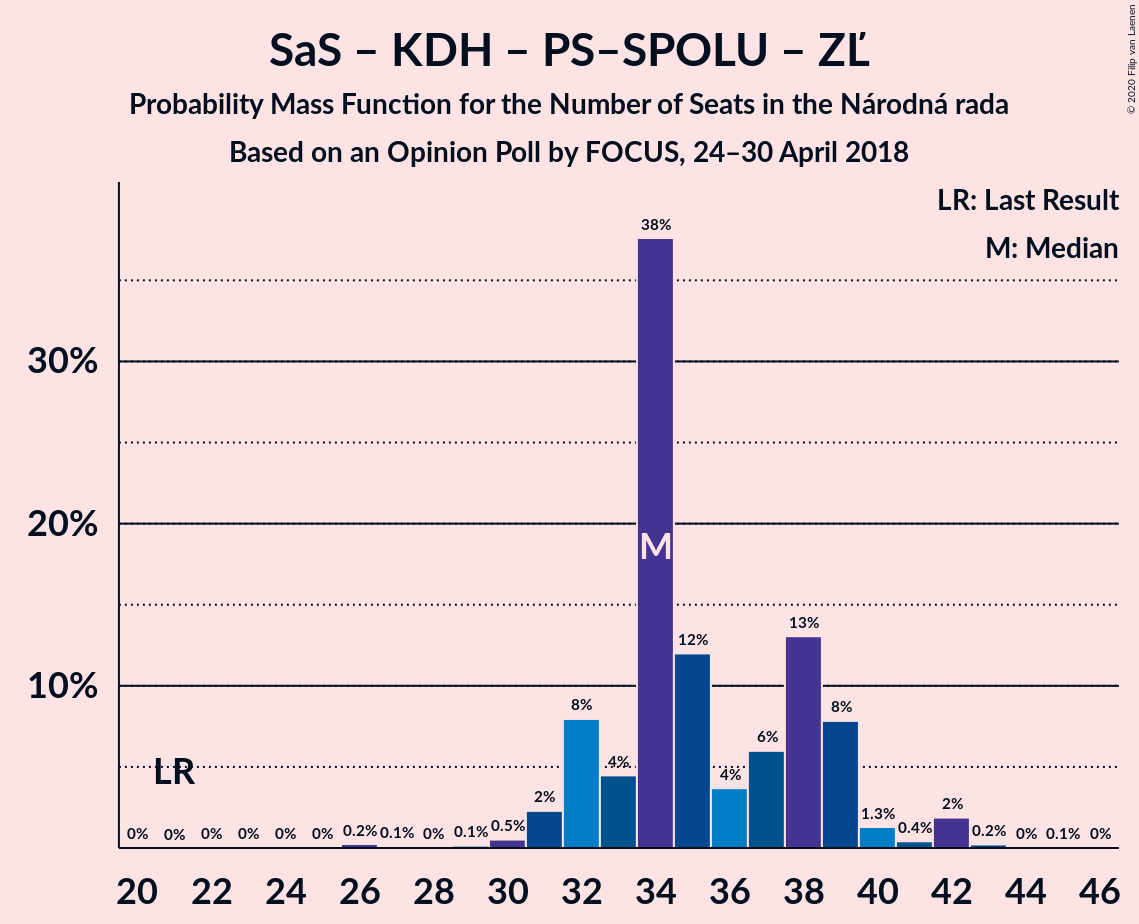 SaS – KDH – PS–SPOLU – ZĽ
Probability Mass Function for the Number of Seats in the Národná rada
Based on an Opinion Poll by FOCUS, 24–30 April 2018
© 2020 Filip van Laenen
LR: Last Result
M: Median
30%
20%
10%
LR
M
0% 0% 0% 0% 0% 0% 0.2% 0.1% 0% 0.1% 0.5% 2% 8% 4% 38% 12% 4% 6% 13% 8% 1.3% 0.4% 2% 0.2% 0% 0.1% 0%
20 22 24 26 28 30 32 34 36 38 40 42 44 46